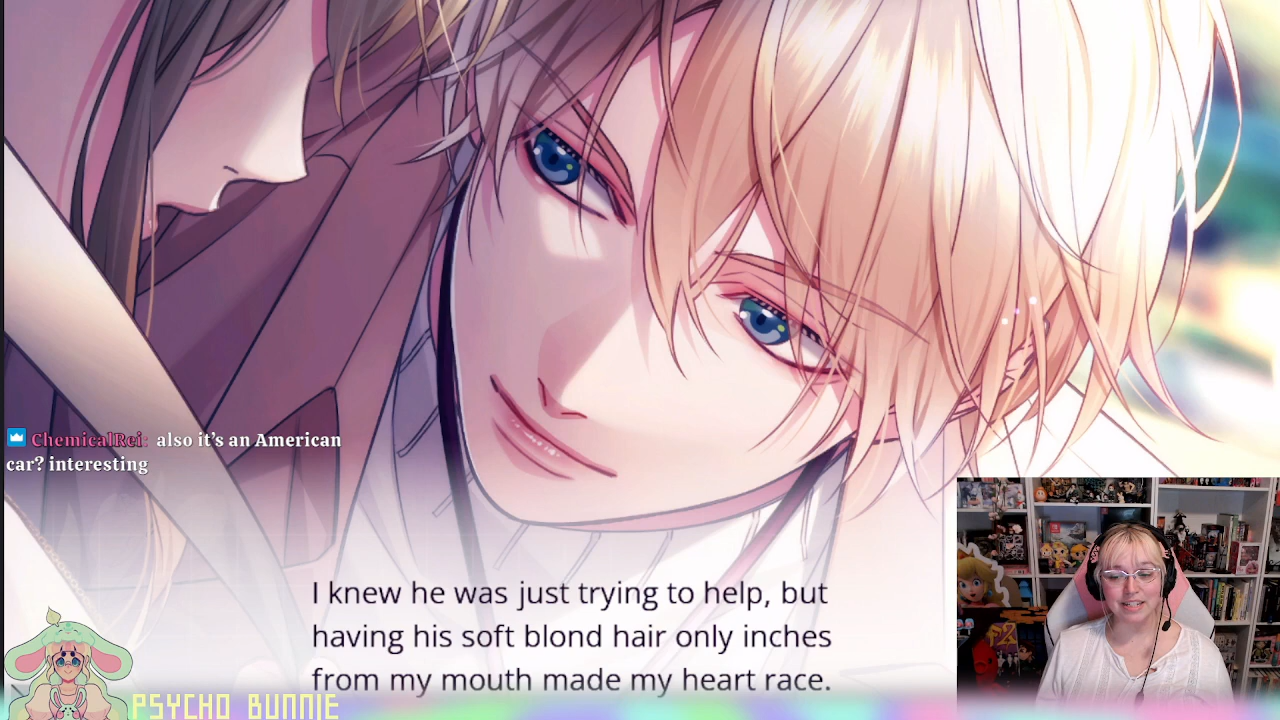 ChemicalRei: also it's an American
car? interesting
I knew he was just trying to help, but
having his soft blond hair only inches
from my mouth made my heart race.
PSYCHO BUNNIE